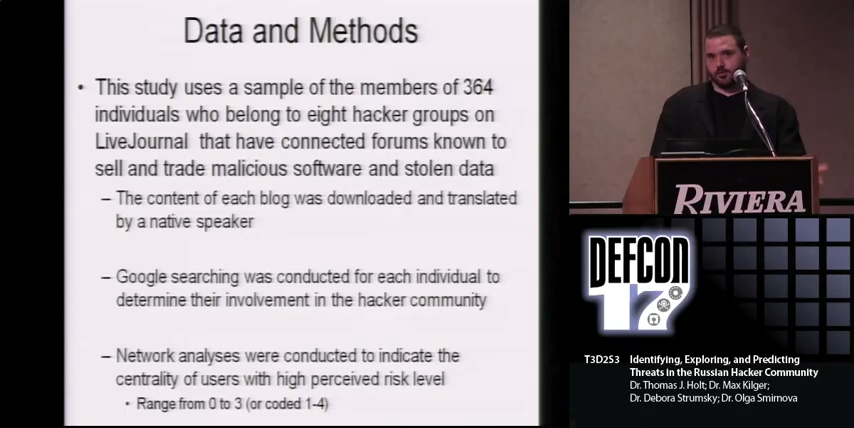 Data and Methods
• This study uses a sample of the members of 364
individuals who belong to eight hacker groups on
LiveJournal that have connected forums known to
sell and trade malicious software and stolen data
– The content of each blog was downloaded and translated
by a native speaker
– Google searching was conducted for each individual to
determine their involvement in the hacker community
– Network analyses were conducted to indicate the
centrality of users with high perceived risk level
• Range from 0 to 3 (or coded 1-4)
RIVIERA
DEFCON
17
T3D2S3 Identifying, Exploring, and Predicting
Threats in the Russian Hacker Community
Dr. Thomas J. Holt; Dr. Max Kilger;
Dr. Debora Strumsky; Dr. Olga Smirnova